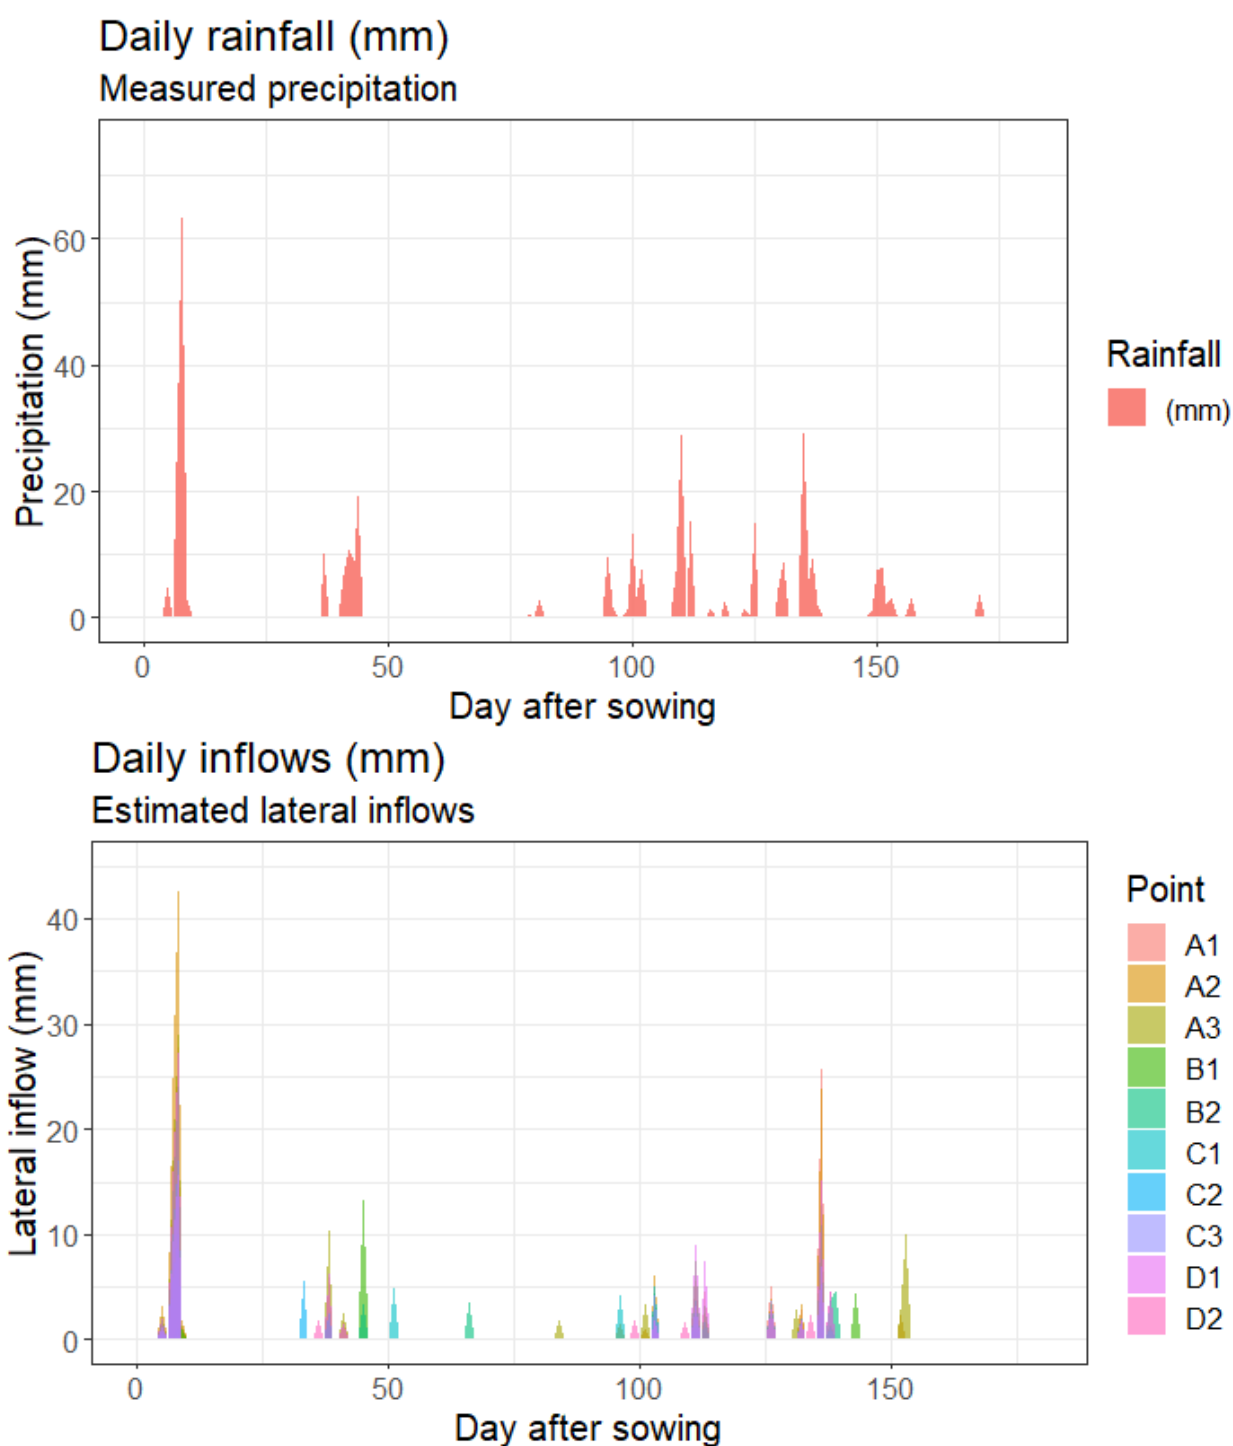 Daily rainfall (mm)
Measured precipitation
Precipitation (mm)
60
40
20
0
0 50 100 150
Day after sowing
Rainfall
(mm)
Daily inflows (mm)
Estimated lateral inflows
Lateral inflow (mm)
40
30
20
10
0
0 50 100 150
Day after sowing
Point
A1
A2
A3
B1
B2
C1
C2
C3
D1
D2